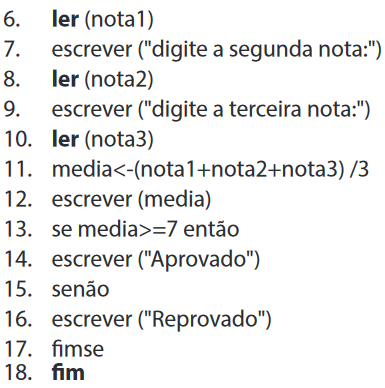 6. ler (nota1)
7. escrever ("digite a segunda nota:")
8. ler (nota2)
9. escrever ("digite a terceira nota:")
10. ler (nota3)
11. media<-(nota1+nota2+nota3) /3
12. escrever (media)
13. se media>=7 então
14. escrever ("Aprovado")
15. senão
16. escrever ("Reprovado")
17. fimse
18. fim